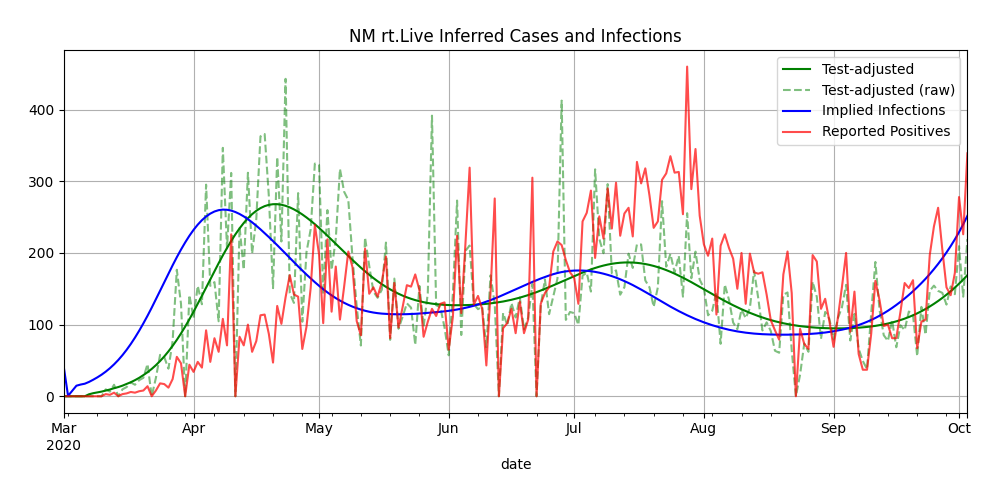 NM rt.Live Inferred Cases and Infections
Test-adjusted
Test-adjusted (raw)
Implied Infections
Reported Positives
400
300
200
100
0
Mar Apr May Jun Jul Aug Sep Oct
2020
date